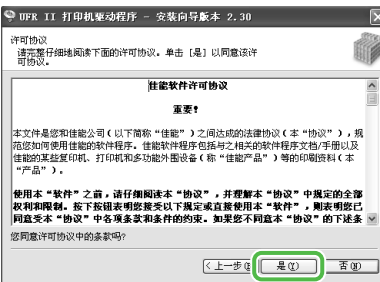 UFR II 打印机驱动程序 - 安装向导版本 2.30
许可协议
请完整仔细地阅读下面的许可协议。单击 [是] 以同意该许
可协议。
佳能软件许可协议
重要!
本文件是您和佳能公司(以下简称“佳能”)之间达成的法律协议(本“协议”),规
范您如何使用佳能的软件程序。佳能软件程序包括与之相关的软件程序文档/手册以及
佳能的某些复印机、打印机和多功能外围设备(称“佳能产品”)等的印刷资料(本
“产品”)。
使用本“软件”之前,请仔细阅读本“协议”,并理解本“协议”中规定的全部
权利和限制。按下按钮表明您接受以下规定或直接使用本“软件”,则表明您已
同意受本“协议”中各项条款和条件的约束。如果您不同意本“协议”的下述条
您同意许可协议中的条款吗?
< 上一步(B 是(Y) 否(N)